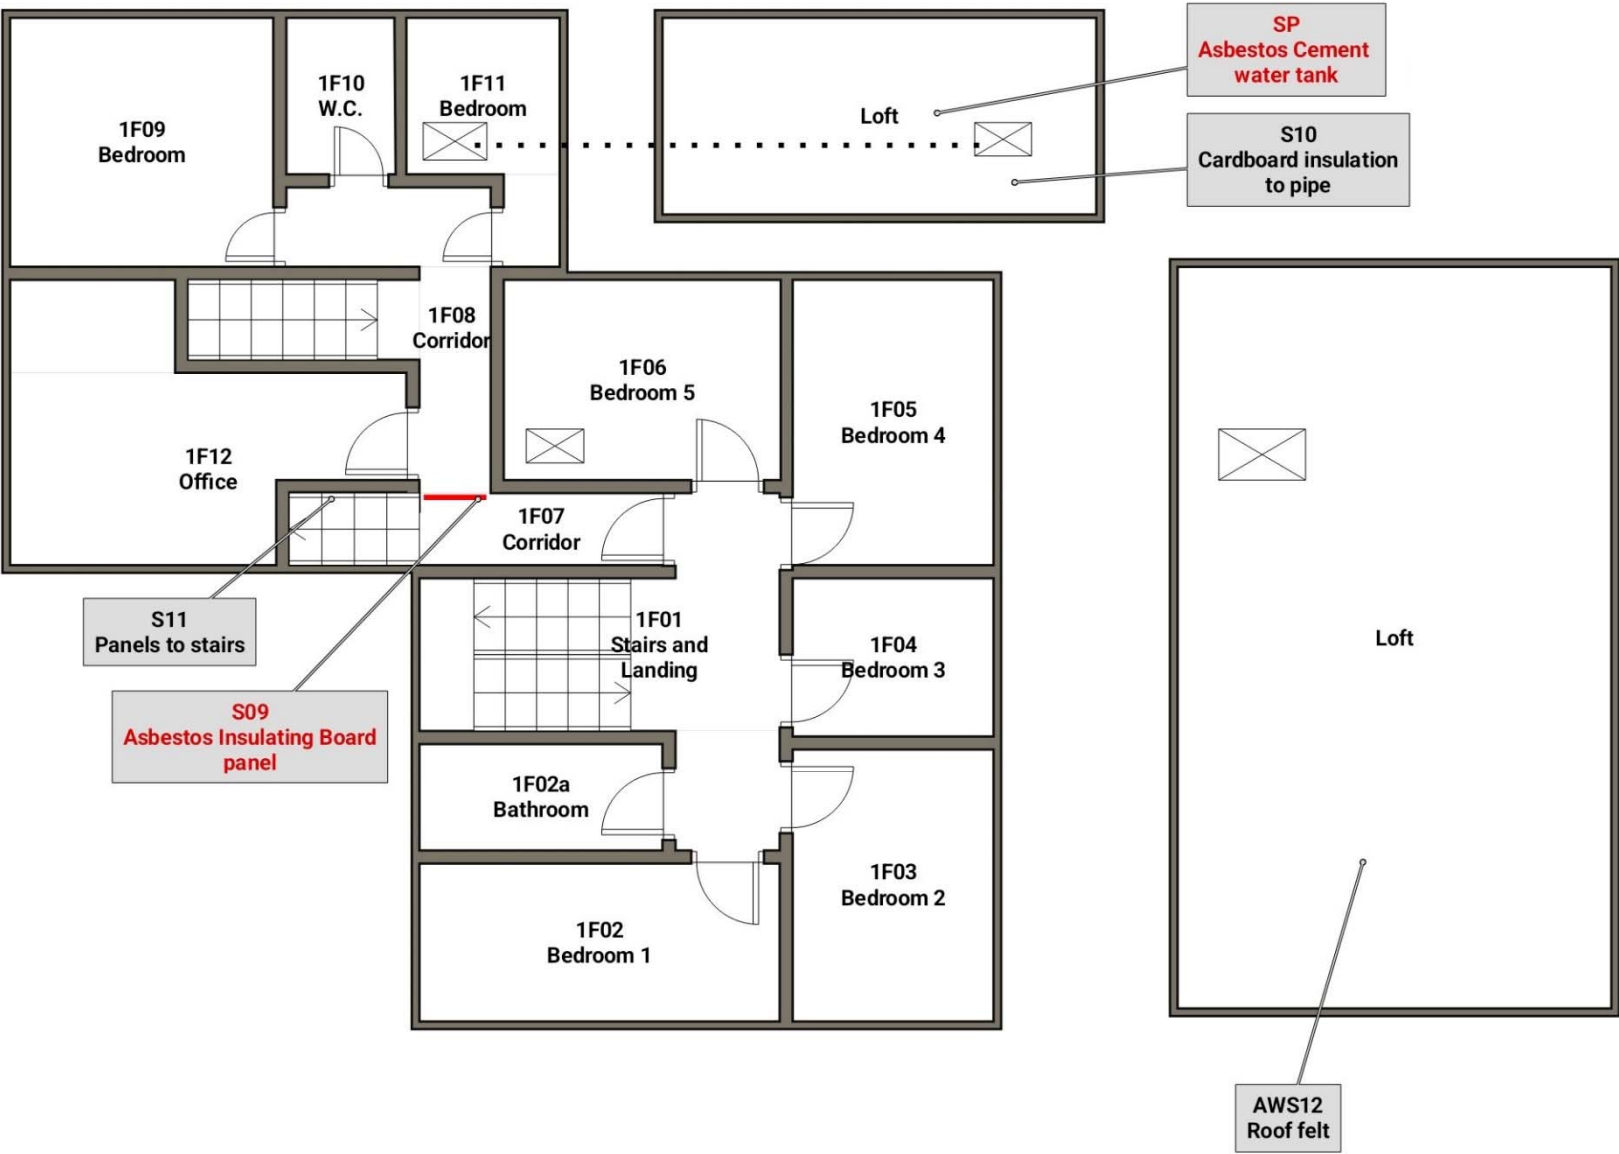 1F09
Bedroom
1F10
W.C.
1F11
Bedroom
Loft
SP
Asbestos Cement
water tank
S10
Cardboard insulation
to pipe
1F08
Corridor
1F06
Bedroom 5
1F05
Bedroom 4
1F12
Office
1F07
Corridor
S11
Panels to stairs
S09
Asbestos Insulating Board
panel
1F01
Stairs and
Landing
1F04
Bedroom 3
Loft
1F02a
Bathroom
1F03
Bedroom 2
1F02
Bedroom 1
AWS12
Roof felt